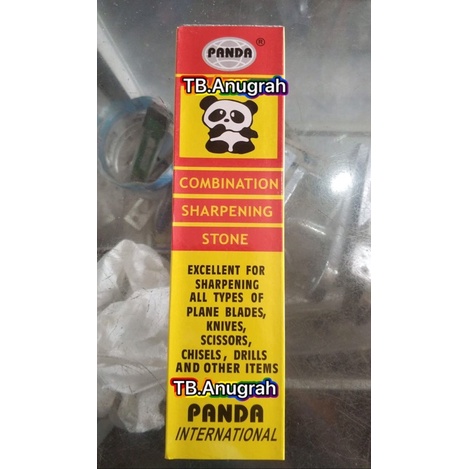 PANDA ®
TB.Anugrah
COMBINATION
SHARPENING
STONE
EXCELLENT FOR
SHARPENING
ALL TYPES OF
PLANE BLADES,
KNIVES,
SCISSORS,
CHISELS, DRILLS
AND OTHER ITEMS
TB.Anugrah
PANDA
INTERNATIONAL